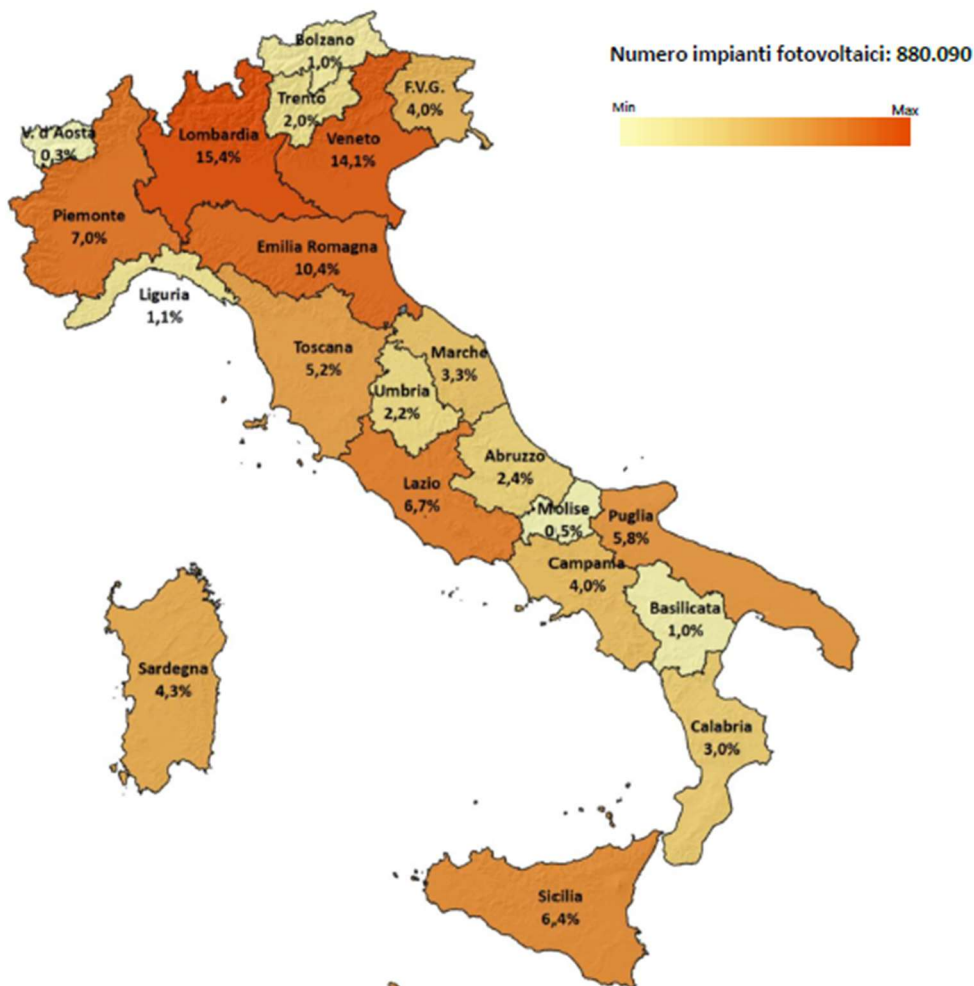 Numero impianti fotovoltaici: 880.090
Min
Max
Bolzano
1,0%
Trento
2,0%
F.V.G.
4,0%
V. d'Aosta
0,3%
Lombardia
15,4%
Veneto
14,1%
Piemonte
7,0%
Emilia Romagna
10,4%
Liguria
1,1%
Toscana
5,2%
Marche
3,3%
Umbria
2,2%
Abruzzo
2,4%
Lazio
6,7%
Molise
0,5%
Puglia
5,8%
Campania
4,0%
Basilicata
1,0%
Sardegna
4,3%
Calabria
3,0%
Sicilia
6,4%